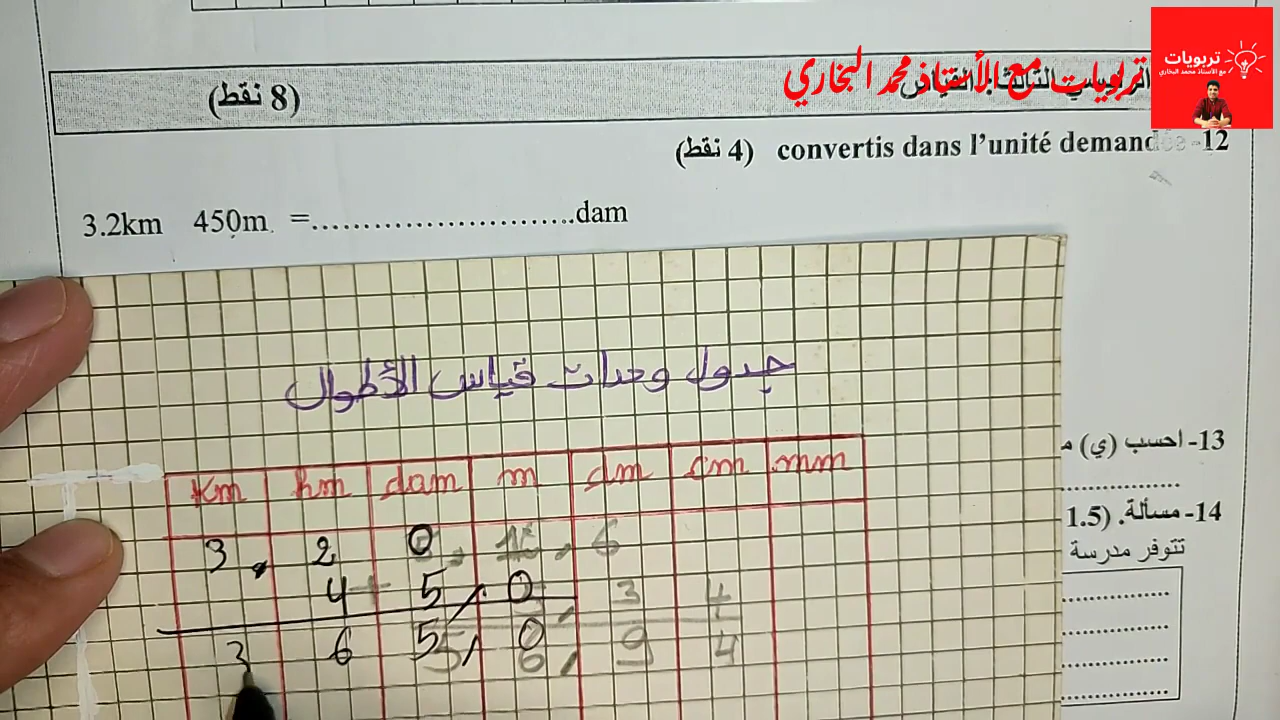 تربويات
مع الأستاذ محمد البخاري
تربويات مع الأستاذ محمد البخاري
(8 نقط)
12- convertis dans l'unité demandée (4 نقط)
3.2km 450m =...........................dam
جدول وحدات قياس الأطوال
Km hm dam m dm cm mm
3, 2 0
4 5, 0 3 4
3 6 5, 0 9 4
13- احسب (ي)
14- مسألة. (1.5
تتوفر مدرسة